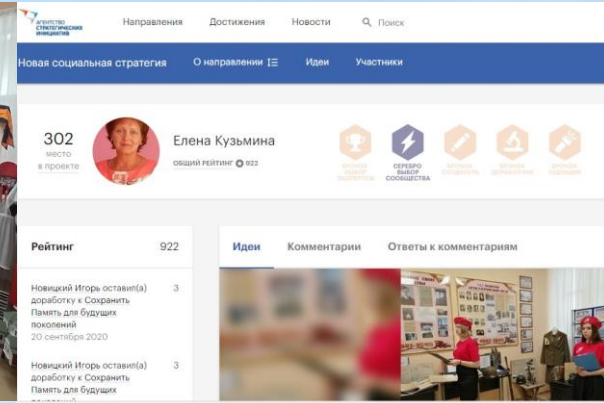 АГЕНТСТВО
СТРАТЕГИЧЕСКИХ
ИНИЦИАТИВ
Направления
Достижения
Новости
Поиск
Новая социальная стратегия
О направлении
Идеи
Участники
302
место
в проекте
Елена Кузьмина
ОБЩИЙ РЕЙТИНГ 922
БРОНЗА
ВЫБОР
СЕРЕБРО
ВЫБОР
СООБЩЕСТВА
Рейтинг
922
Идеи
Комментарии
Ответы к комментариям
Новицкий Игорь оставил(а) 3
доработку к Сохранить
Память для будущих
поколений
20 сентября 2020
Новицкий Игорь оставил(а) 3
доработку к Сохранить
Память для будущих